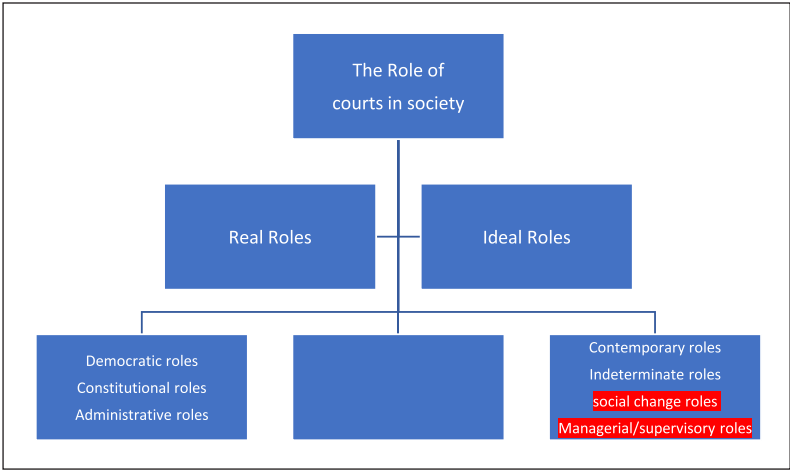 The Role of
courts in society
Real Roles
Ideal Roles
Democratic roles
Constitutional roles
Administrative roles
Contemporary roles
Indeterminate roles
social change roles
Managerial/supervisory roles